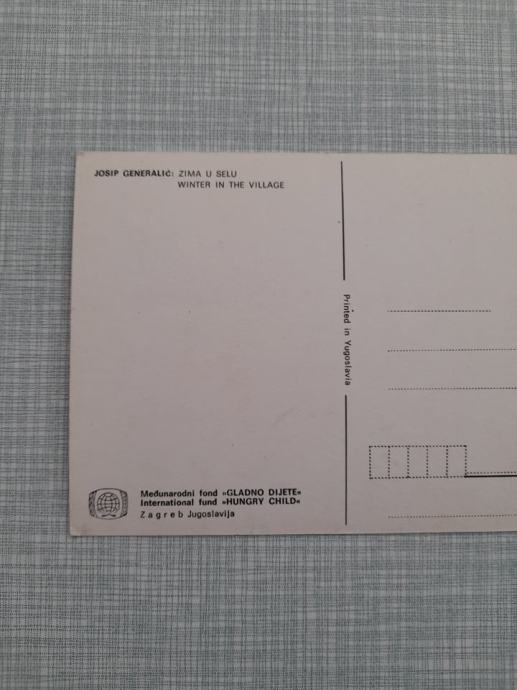 JOSIP GENERALIĆ: ZIMA U SELU
WINTER IN THE VILLAGE
Printed in Yugoslavia
Međunarodni fond »GLADNO DIJETE«
International fund »HUNGRY CHILD«
Zagreb Jugoslavija